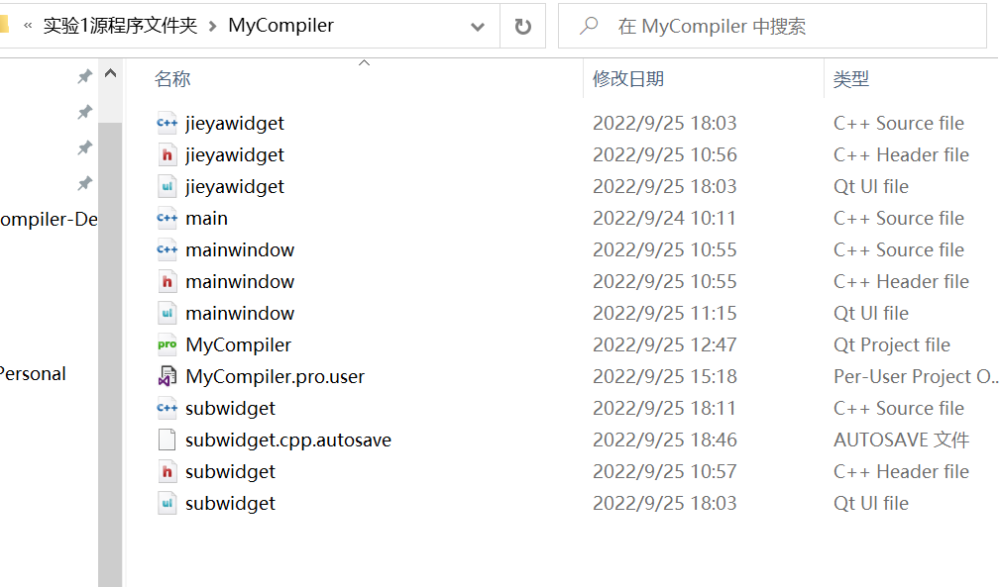 « 实验1源程序文件夹 > MyCompiler 在 MyCompiler 中搜索
名称 修改日期 类型
C++ jieyawidget 2022/9/25 18:03 C++ Source file
h jieyawidget 2022/9/25 10:56 C++ Header file
ui jieyawidget 2022/9/25 18:03 Qt UI file
C++ main 2022/9/24 10:11 C++ Source file
C++ mainwindow 2022/9/25 10:55 C++ Source file
h mainwindow 2022/9/25 10:55 C++ Header file
ui mainwindow 2022/9/25 11:15 Qt UI file
pro MyCompiler 2022/9/25 12:47 Qt Project file
MyCompiler.pro.user 2022/9/25 15:18 Per-User Project O...
C++ subwidget 2022/9/25 18:11 C++ Source file
subwidget.cpp.autosave 2022/9/25 18:46 AUTOSAVE 文件
h subwidget 2022/9/25 10:57 C++ Header file
ui subwidget 2022/9/25 18:03 Qt UI file
ompiler-De
Personal